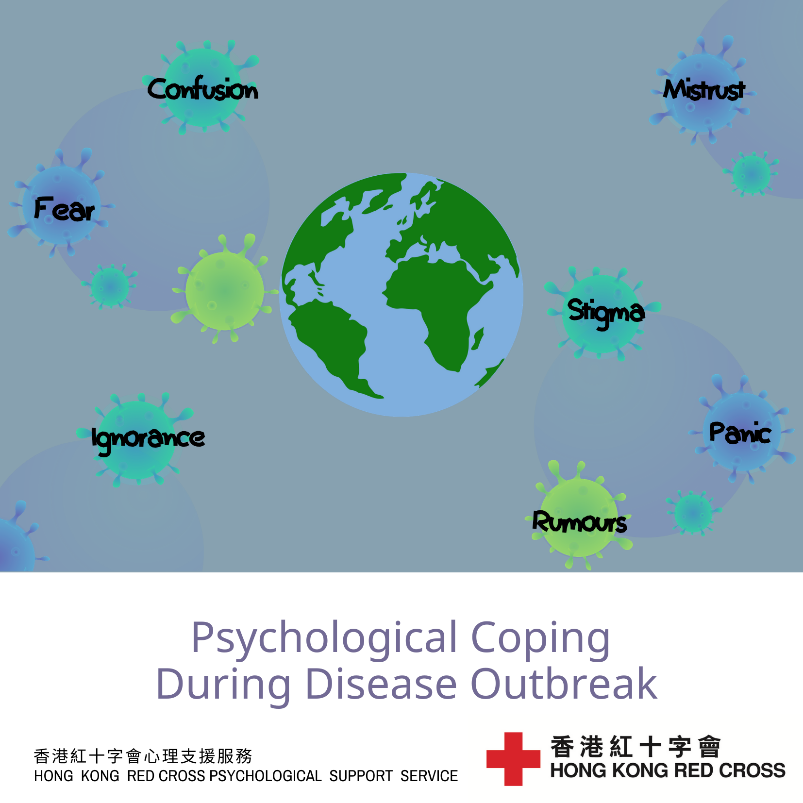 Confusion
Mistrust
Fear
Stigma
Ignorance
Panic
Rumours
Psychological Coping
During Disease Outbreak
香港紅十字會心理支援服務
HONG KONG RED CROSS PSYCHOLOGICAL SUPPORT SERVICE
香港紅十字會
HONG KONG RED CROSS